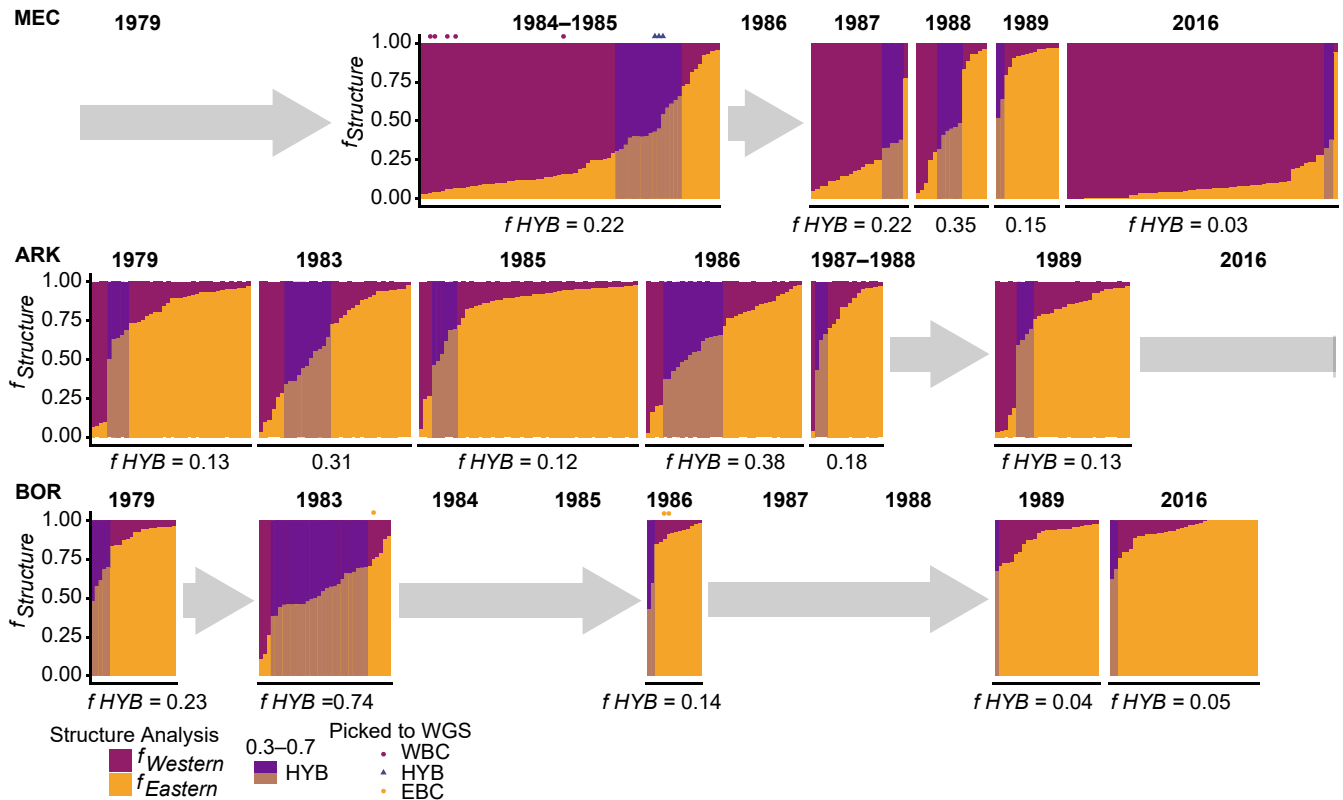 MEC 1979 1984–1985 1986 1987 1988 1989 2016
fStructure
1.00
0.75
0.50
0.25
0.00
f HYB = 0.22 f HYB = 0.22 0.35 0.15 f HYB = 0.03
ARK 1979 1983 1985 1986 1987–1988 1989 2016
f Structure
1.00
0.75
0.50
0.25
0.00
f HYB = 0.13 0.31 f HYB = 0.12 f HYB = 0.38 0.18 f HYB = 0.13
BOR 1979 1983 1984 1985 1986 1987 1988 1989 2016
f Structure
1.00
0.75
0.50
0.25
0.00
f HYB = 0.23 f HYB =0.74 f HYB = 0.14 f HYB = 0.04 f HYB = 0.05
Structure Analysis
fWestern
fEastern
0.3–0.7
HYB
Picked to WGS
WBC
HYB
EBC